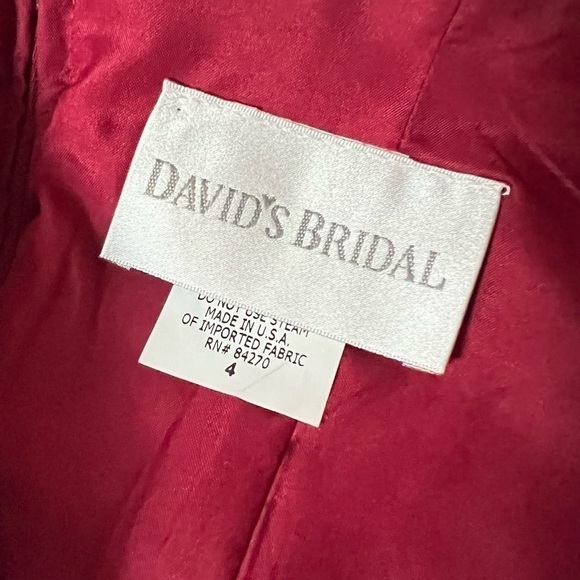 DAVID'S BRIDAL
DO NOT USE STEAM
MADE IN U.S.A.
OF IMPORTED FABRIC
RN# 84270
4